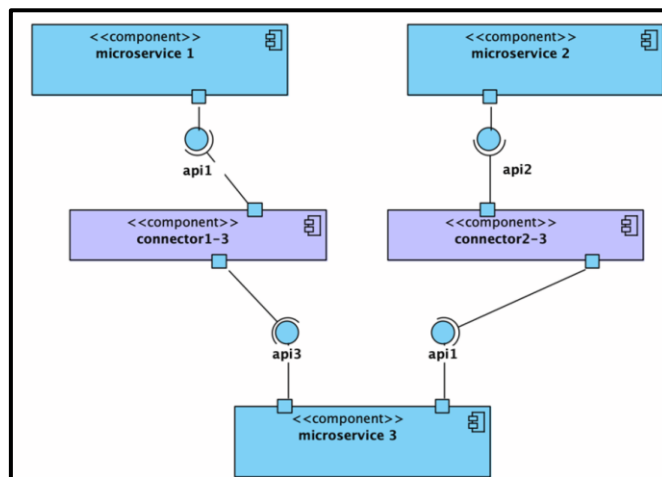 <<component>>
microservice 1
<<component>>
microservice 2
api1
api2
<<component>>
connector1-3
<<component>>
connector2-3
api3
api1
<<component>>
microservice 3